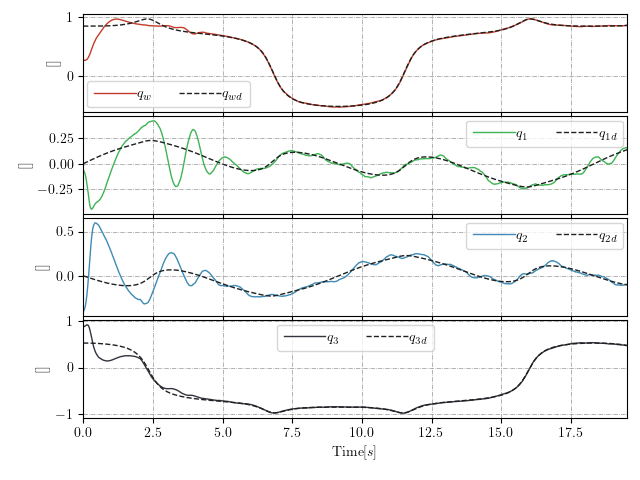 1
0
[]
q_w q_{wd}
0.25
0.00
−0.25
[]
q_1 q_{1d}
0.5
0.0
[]
q_2 q_{2d}
1
0
−1
[]
q_3 q_{3d}
0.0 2.5 5.0 7.5 10.0 12.5 15.0 17.5
Time[s]